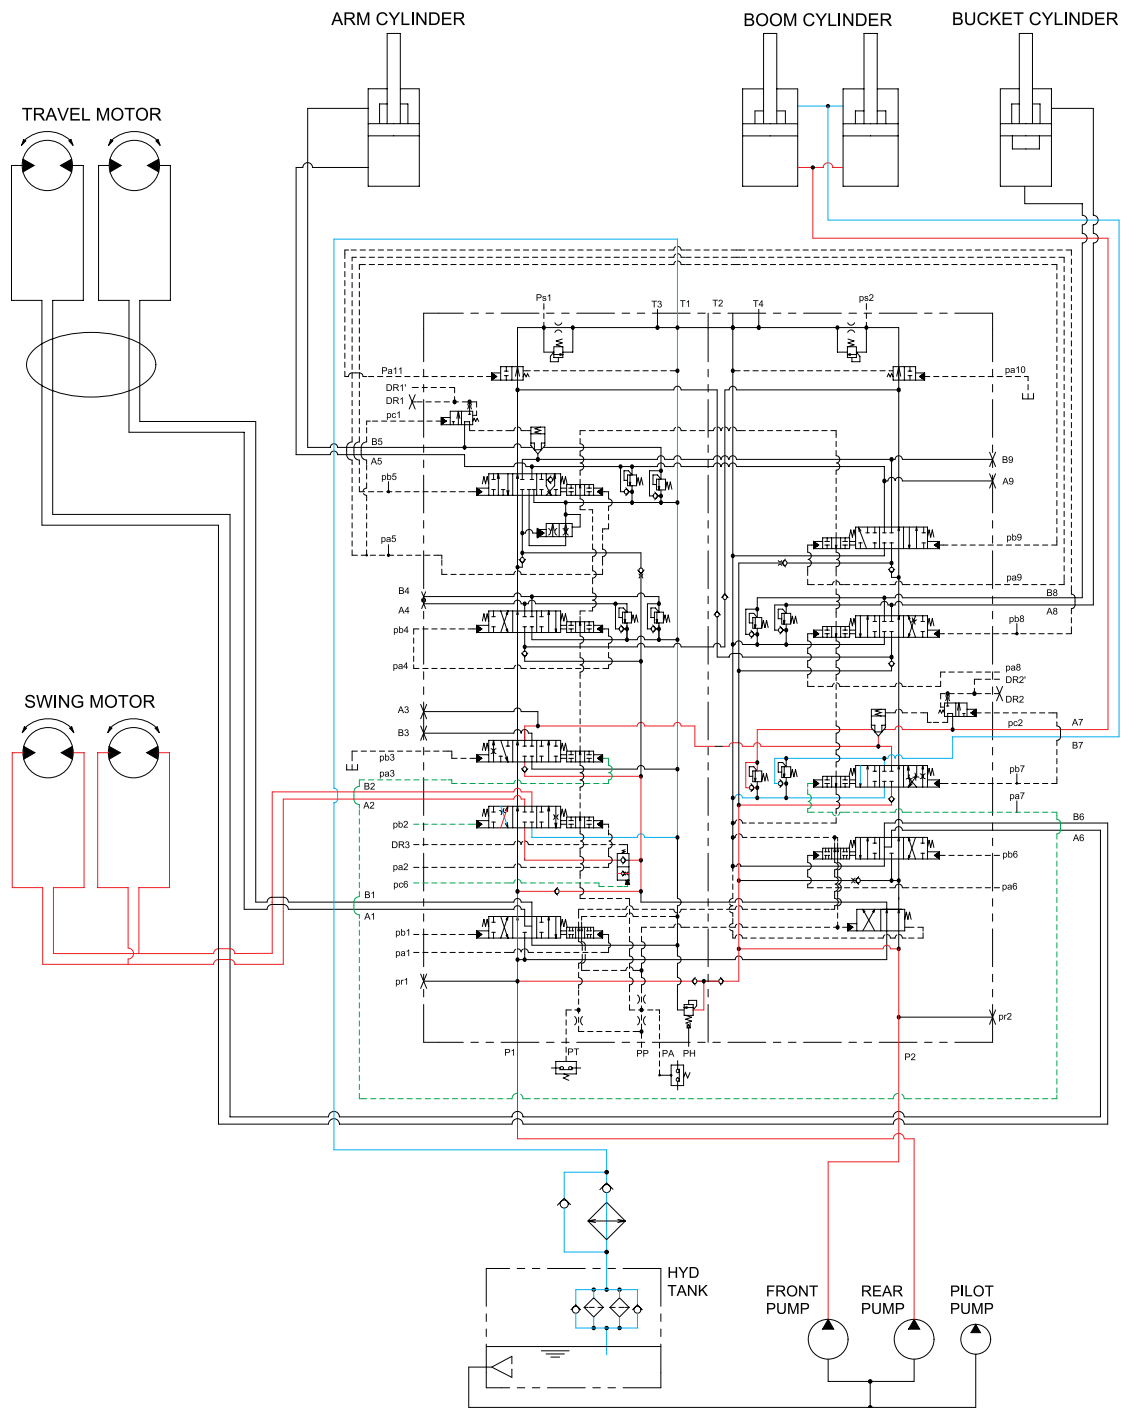 ARM CYLINDER
BOOM CYLINDER
BUCKET CYLINDER
TRAVEL MOTOR
Ps1
T3
T1
T2
T4
ps2
Pa11
pa10
DR1'
DR1
pc1
B5
A5
B9
A9
pb5
pb9
pa5
pa9
B4
A4
B8
A8
pb4
pb8
pa4
pa8
DR2'
DR2
SWING MOTOR
A3
B3
pc2
A7
B7
pb3
pa3
pb7
pa7
B2
A2
B6
A6
pb2
DR3
pa2
pc6
pb6
pa6
B1
A1
pb1
pa1
pr1
pr2
P1
PT
PP
PA
PH
P2
HYD
TANK
FRONT
PUMP
REAR
PUMP
PILOT
PUMP